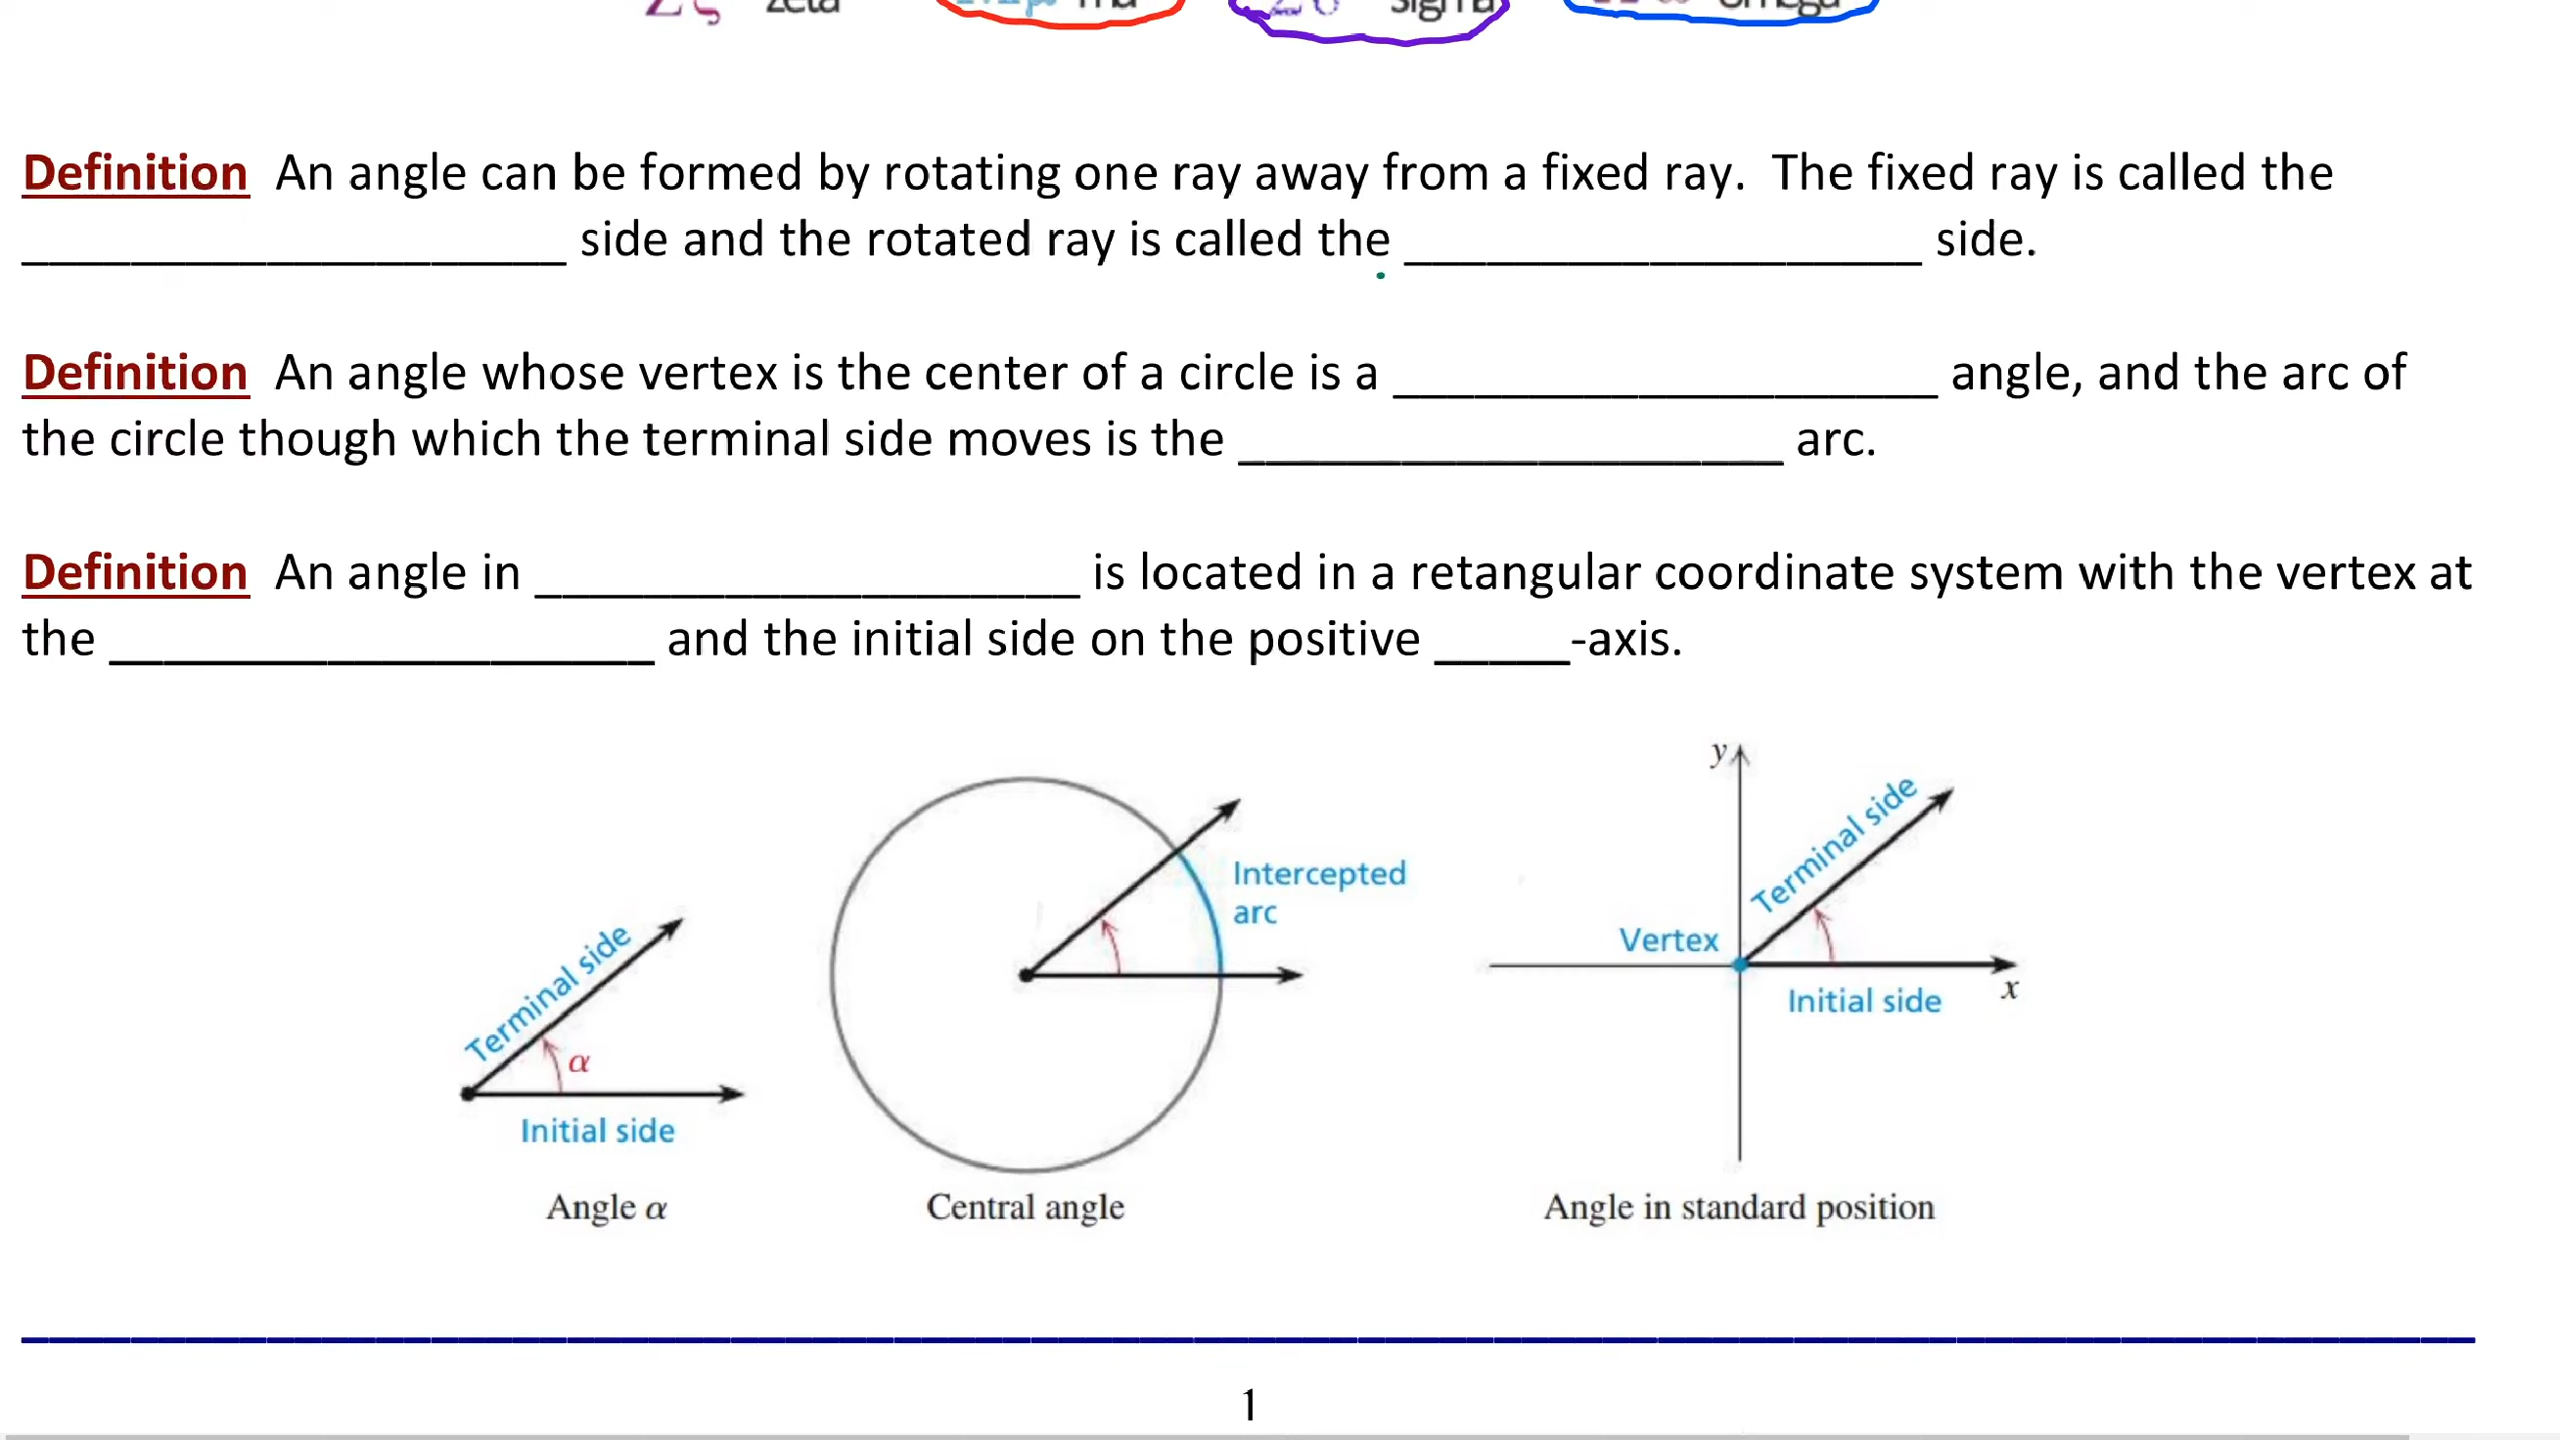 Zζ zeta sigma omega
Definition An angle can be formed by rotating one ray away from a fixed ray. The fixed ray is called the
____________________ side and the rotated ray is called the ___________________ side.
Definition An angle whose vertex is the center of a circle is a ____________________ angle, and the arc of
the circle though which the terminal side moves is the ____________________ arc.
Definition An angle in ____________________ is located in a retangular coordinate system with the vertex at
the ____________________ and the initial side on the positive _____-axis.
Terminal side
α
Initial side
Angle α
Intercepted
arc
Central angle
y
Terminal side
Vertex
Initial side
x
Angle in standard position
1